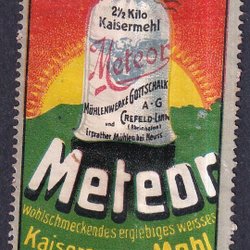 2½ Kilo
Kaisermehl
Meteor
MÜHLENWERKE GOTTSCHALK
A-G
CREFELD-LINN
(Rheinhafen)
und
Erprather Mühlen bei Neuss
Meteor
Wohlschmeckendes ergiebiges weisses
Kaiser Mehl